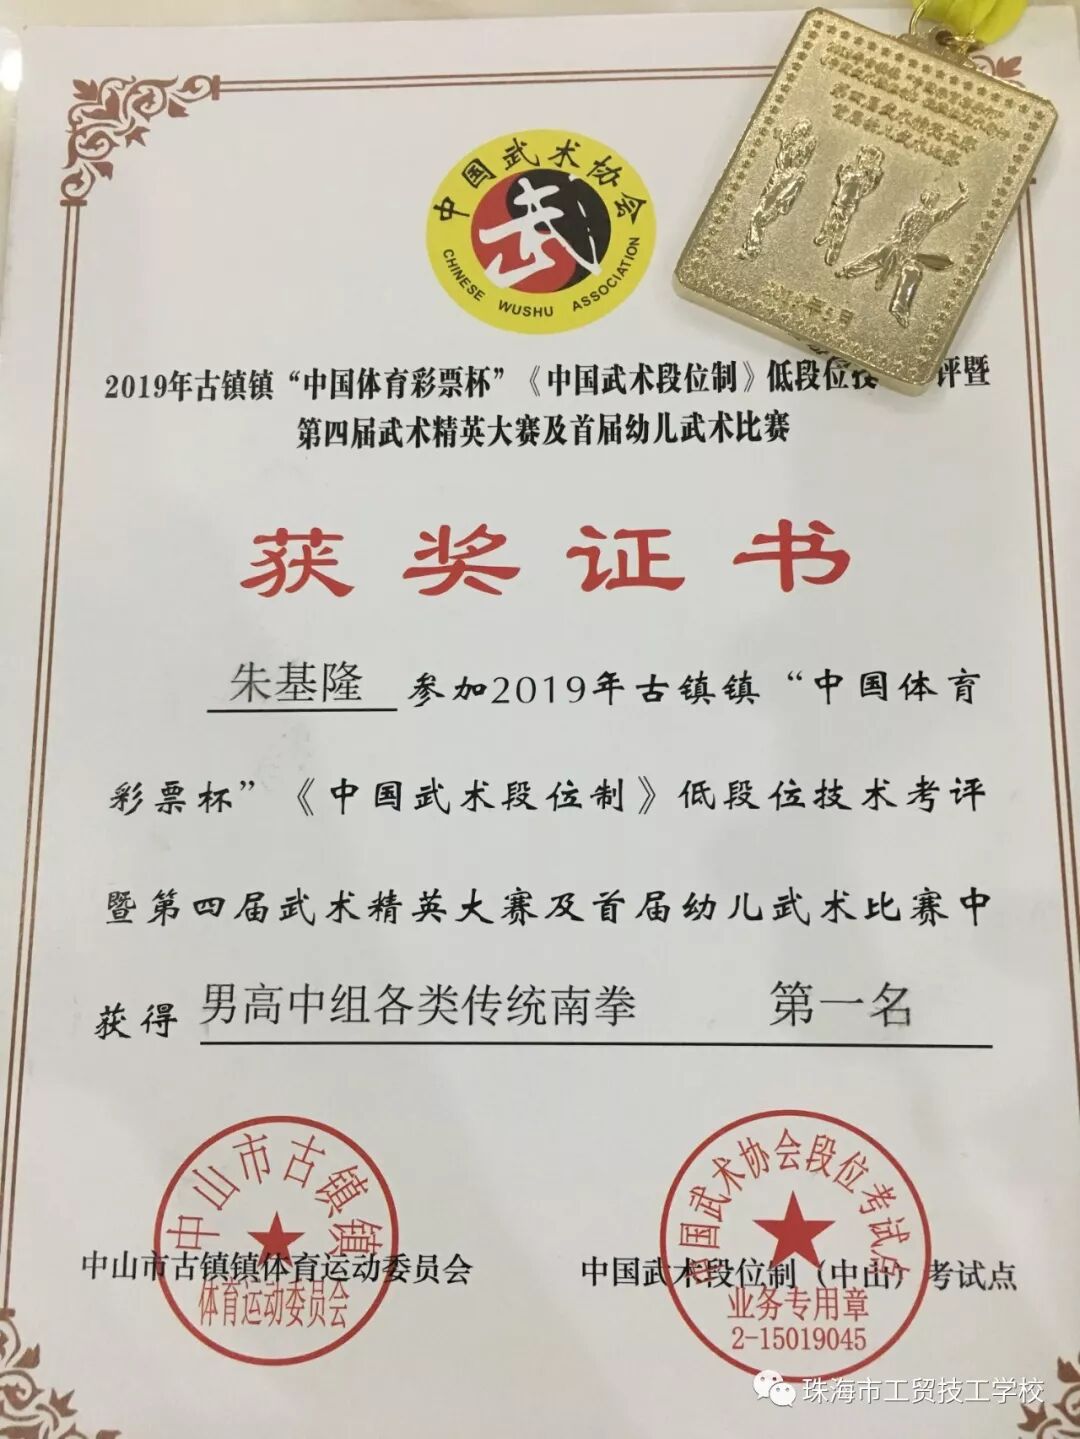 中国武术协会
武
CHINESE WUSHU ASSOCIATION
2019年古镇镇“中国体育彩票杯”《中国武术段位制》低段位技 评暨
第四届武术精英大赛及首届幼儿武术比赛
获奖证书
朱基隆 参加2019年古镇镇“中国体育
彩票杯”《中国武术段位制》低段位技术考评
暨第四届武术精英大赛及首届幼儿武术比赛中
获得 男高中组各类传统南拳 第一名
中山市古镇镇
体育运动委员会
中山市古镇镇体育运动委员会
中国武术协会段位考试点
中国武术段位制（中山）考试点
业务专用章
2-15019045
珠海市工贸技工学校